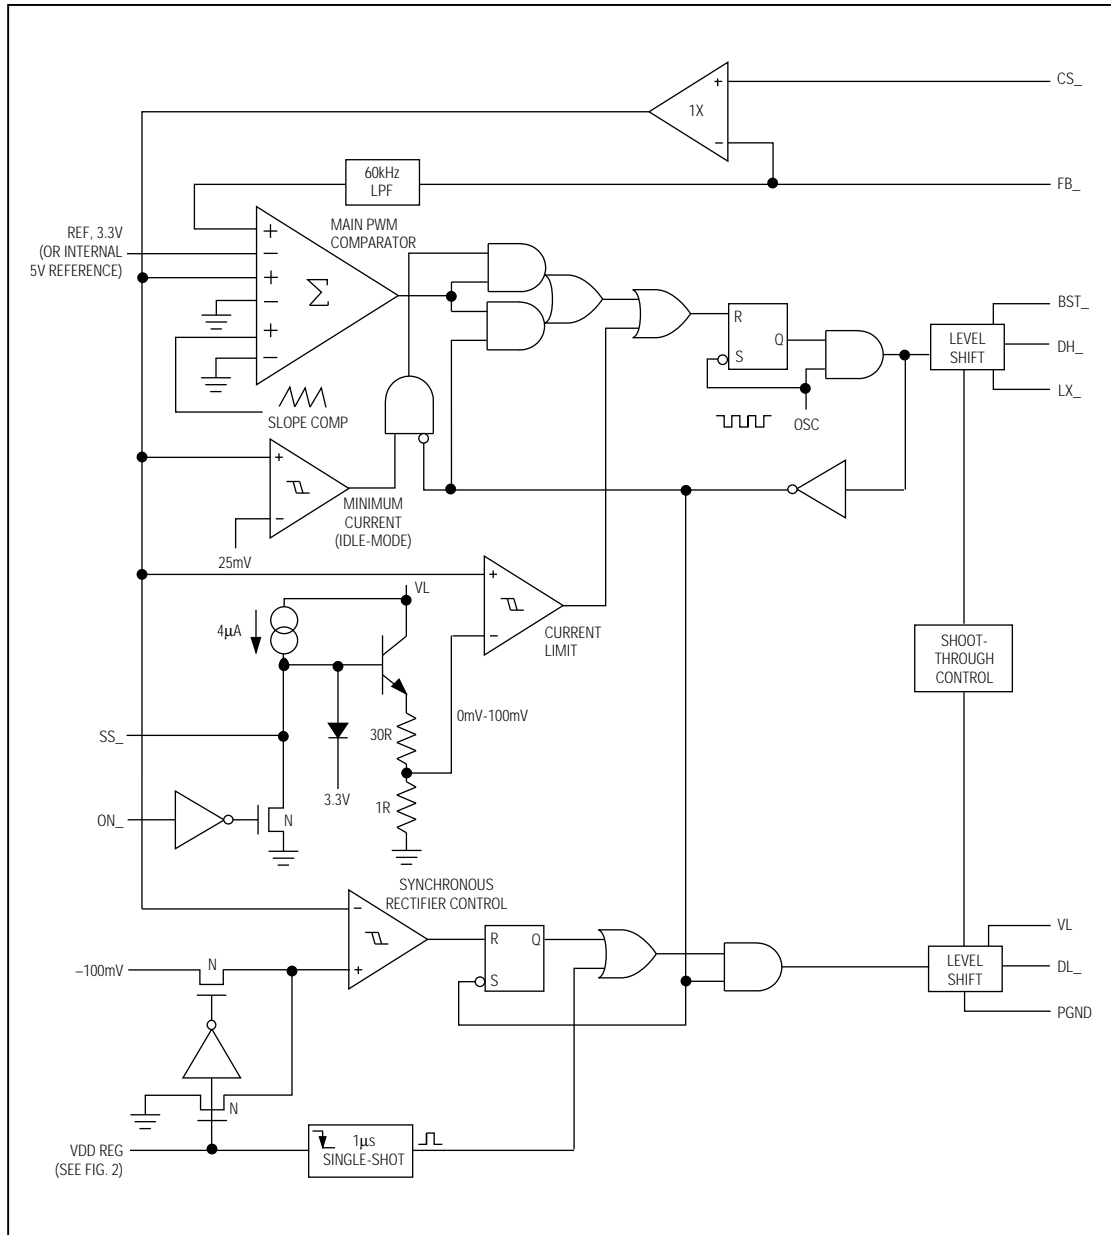 CS_
+
1X
−
60kHz
LPF
FB_
MAIN PWM
COMPARATOR
REF, 3.3V
(OR INTERNAL
5V REFERENCE)
+
−
+
−
+
−
Σ
SLOPE COMP
R
Q
S
OSC
LEVEL
SHIFT
BST_
DH_
LX_
+
−
MINIMUM
CURRENT
(IDLE-MODE)
25mV
VL
4µA
+
−
CURRENT
LIMIT
SHOOT-
THROUGH
CONTROL
0mV-100mV
SS_
30R
3.3V
1R
ON_
N
SYNCHRONOUS
RECTIFIER CONTROL
−
+
R
Q
S
VL
LEVEL
SHIFT
DL_
PGND
−100mV
N
N
VDD REG
(SEE FIG. 2)
1µs
SINGLE-SHOT